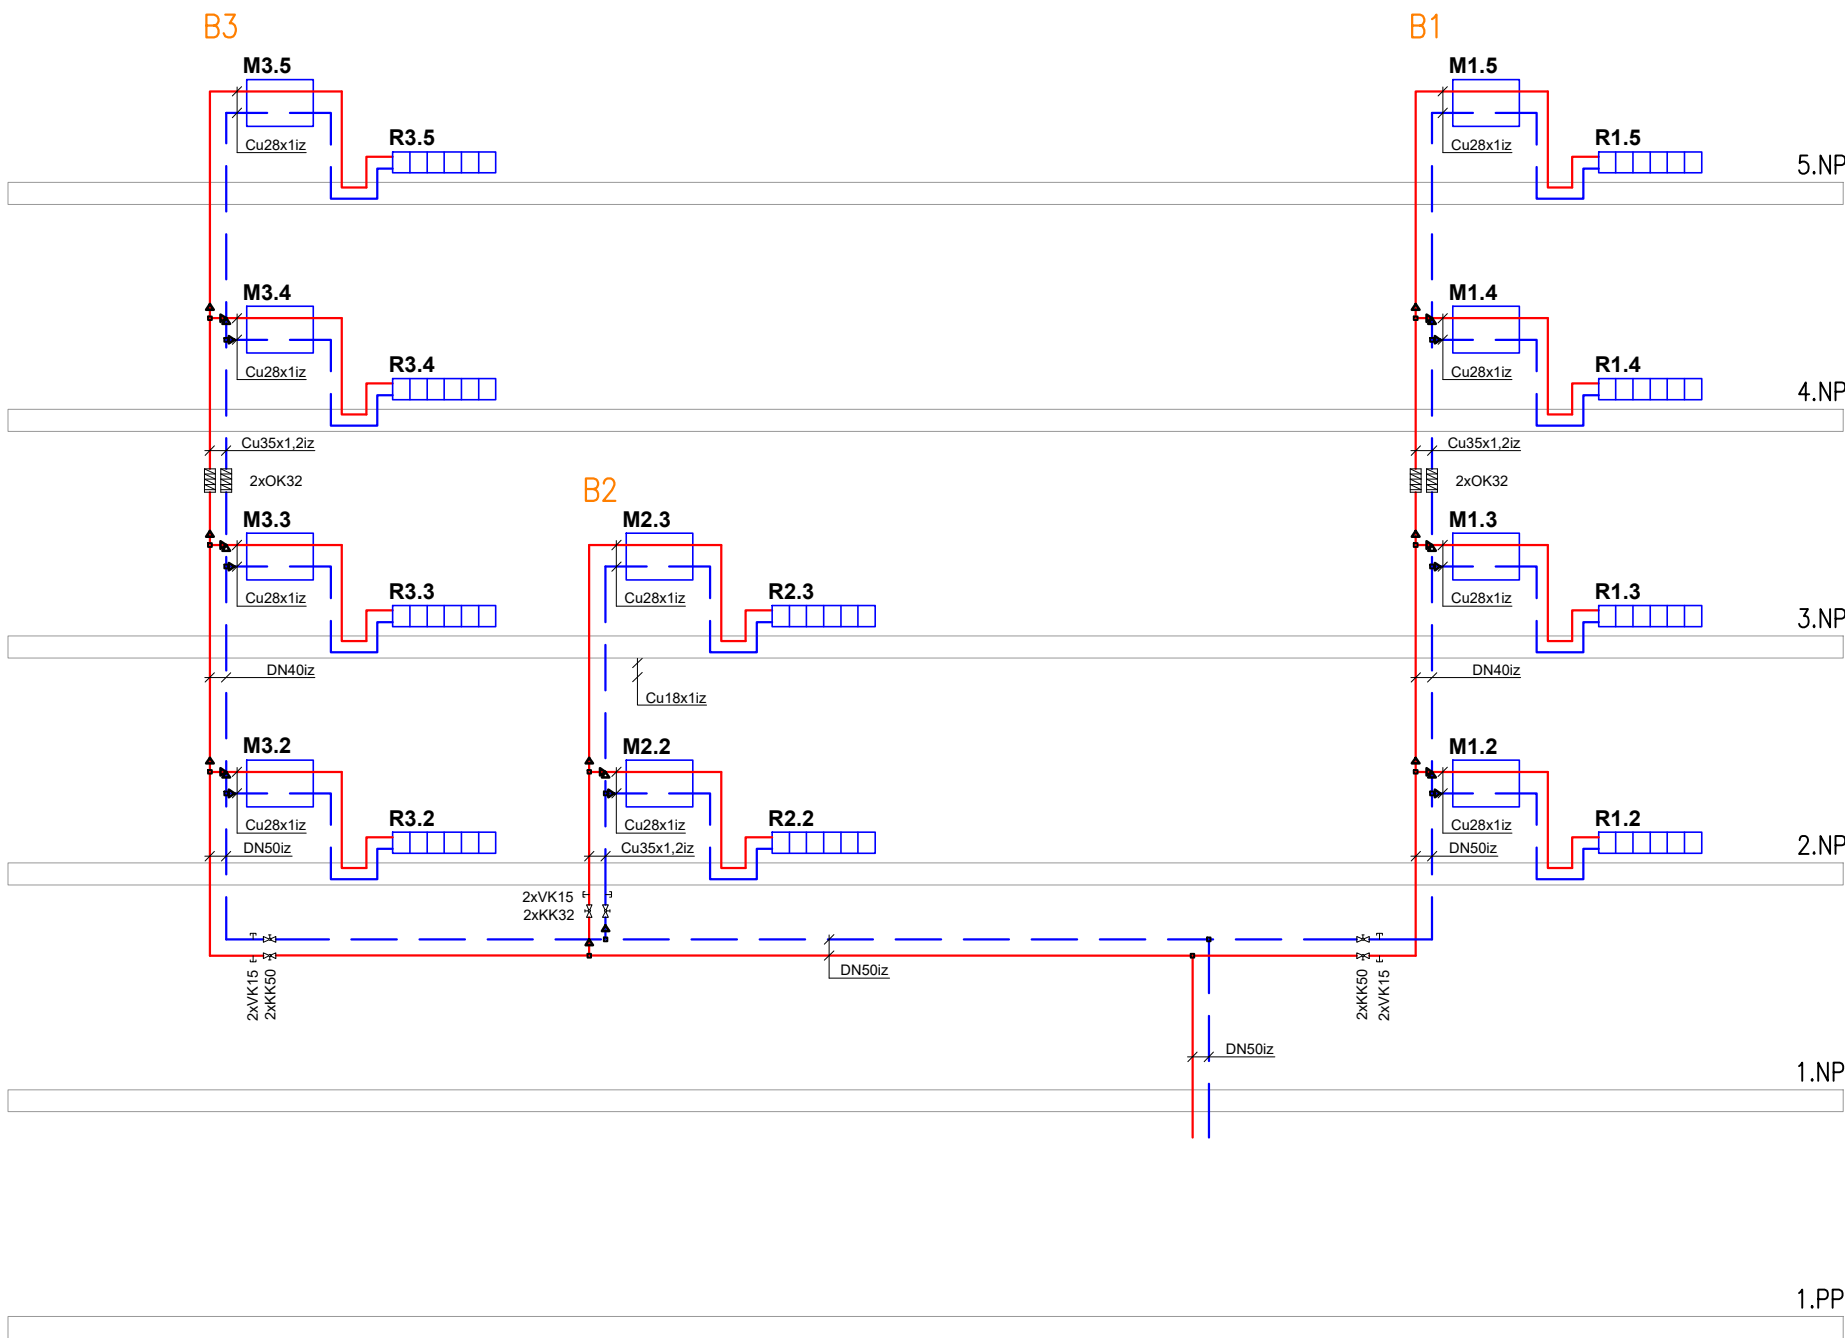 B3
B1
M3.5
M1.5
R3.5
R1.5
Cu28x1iz
Cu28x1iz
5.NP
M3.4
M1.4
R3.4
R1.4
Cu28x1iz
Cu28x1iz
4.NP
Cu35x1,2iz
Cu35x1,2iz
2xOK32
2xOK32
B2
M3.3
M2.3
M1.3
R3.3
R2.3
R1.3
Cu28x1iz
Cu28x1iz
Cu28x1iz
3.NP
DN40iz
DN40iz
Cu18x1iz
M3.2
M2.2
M1.2
R3.2
R2.2
R1.2
Cu28x1iz
Cu28x1iz
Cu28x1iz
DN50iz
Cu35x1,2iz
DN50iz
2.NP
2xVK15
2xKK32
DN50iz
2xVK15
2xKK50
2xKK50
2xVK15
DN50iz
1.NP
1.PP